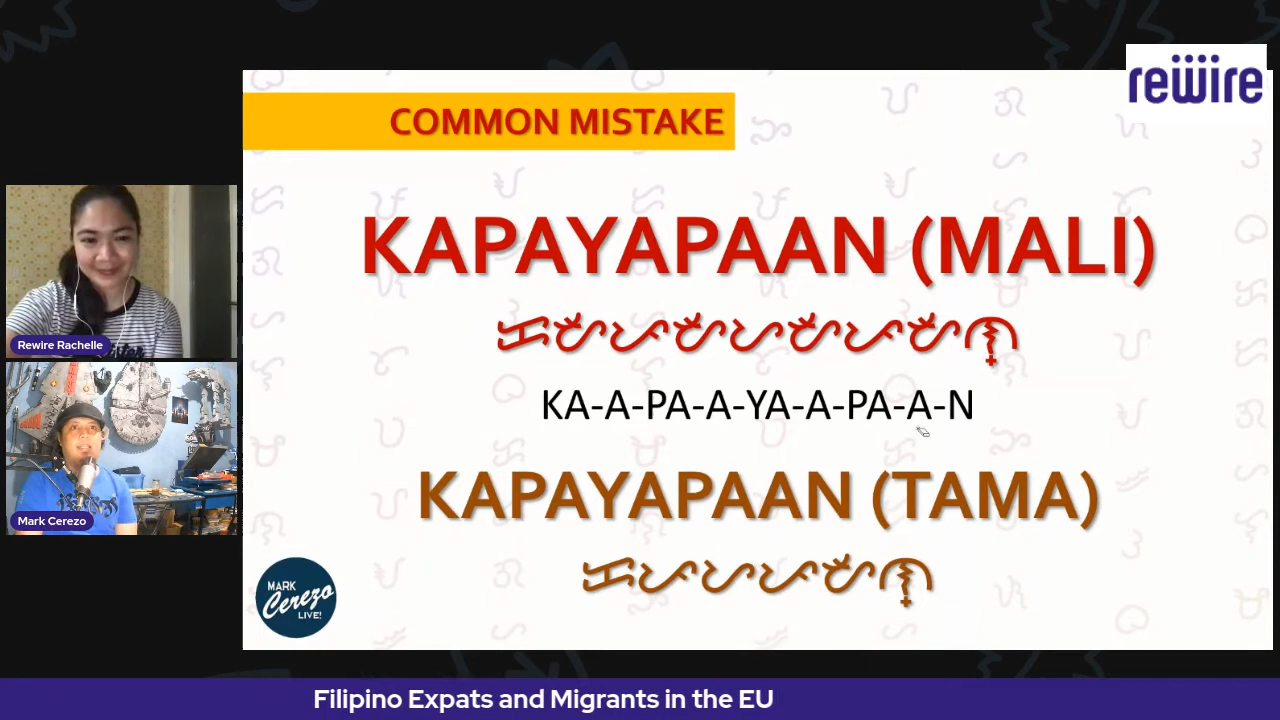 rewire
COMMON MISTAKE
KAPAYAPAAN (MALI)
ᜃᜀᜉᜀᜌᜀᜉᜀᜈ᜔
KA-A-PA-A-YA-A-PA-A-N
KAPAYAPAAN (TAMA)
ᜃᜉᜌᜉᜀᜈ᜔
Rewire Rachelle
Mark Cerezo
MARK
Cerezo
LIVE!
Filipino Expats and Migrants in the EU